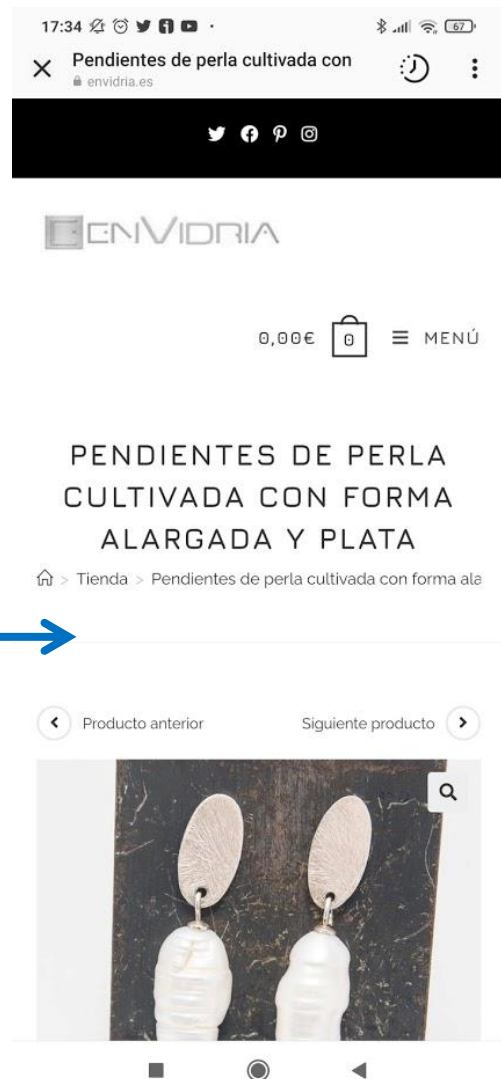 17:34
67
Pendientes de perla cultivada con
envidria.es
ENVIDRIA
0,00€ 0 MENÚ
PENDIENTES DE PERLA
CULTIVADA CON FORMA
ALARGADA Y PLATA
> Tienda > Pendientes de perla cultivada con forma ala
Producto anterior Siguiente producto